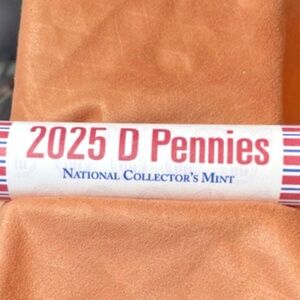 2025 D Pennies
NATIONAL COLLECTOR'S MINT